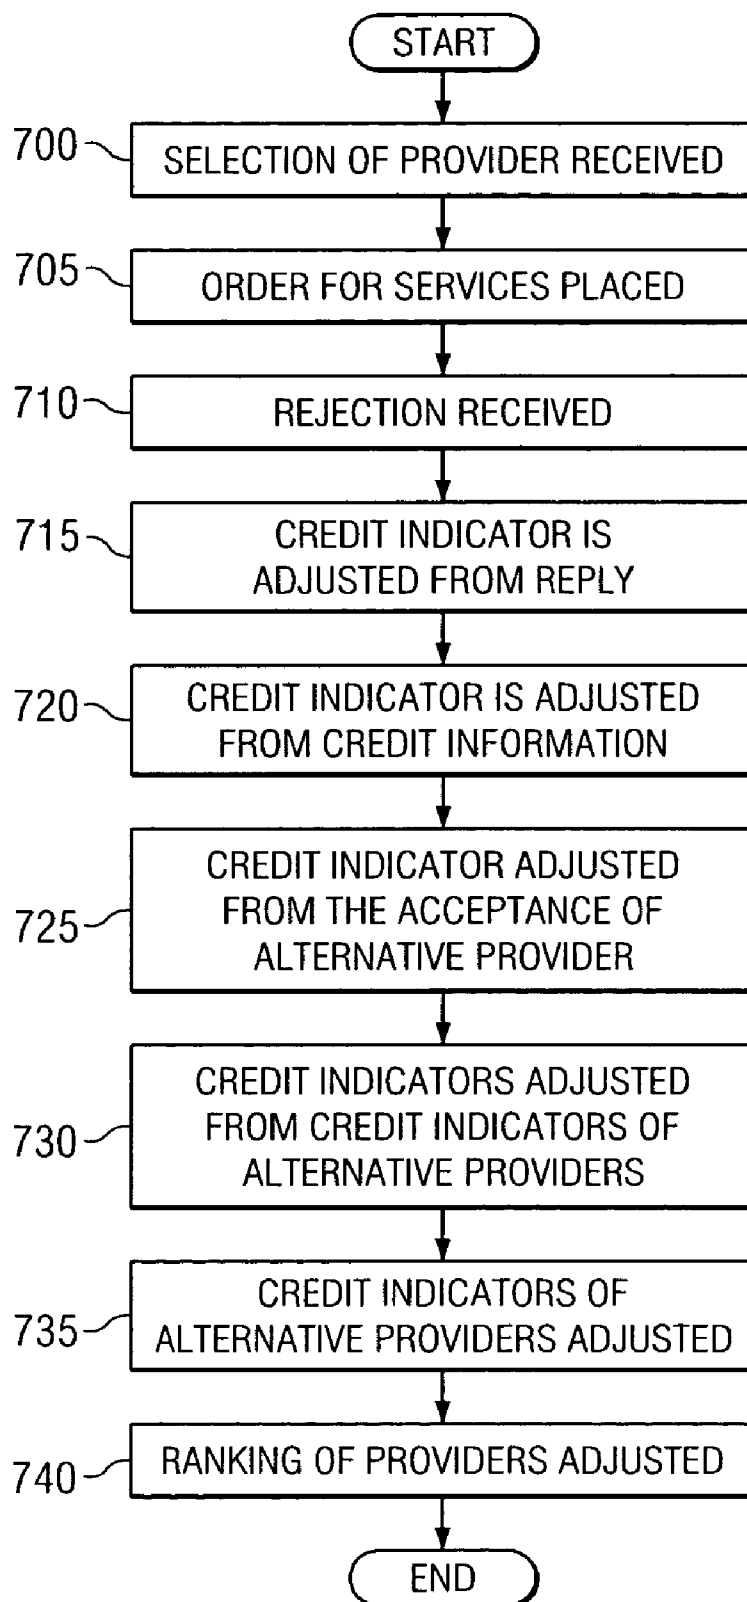 START
700
SELECTION OF PROVIDER RECEIVED
705
ORDER FOR SERVICES PLACED
710
REJECTION RECEIVED
715
CREDIT INDICATOR IS
ADJUSTED FROM REPLY
720
CREDIT INDICATOR IS ADJUSTED
FROM CREDIT INFORMATION
725
CREDIT INDICATOR ADJUSTED
FROM THE ACCEPTANCE OF
ALTERNATIVE PROVIDER
730
CREDIT INDICATORS ADJUSTED
FROM CREDIT INDICATORS OF
ALTERNATIVE PROVIDERS
735
CREDIT INDICATORS OF
ALTERNATIVE PROVIDERS ADJUSTED
740
RANKING OF PROVIDERS ADJUSTED
END